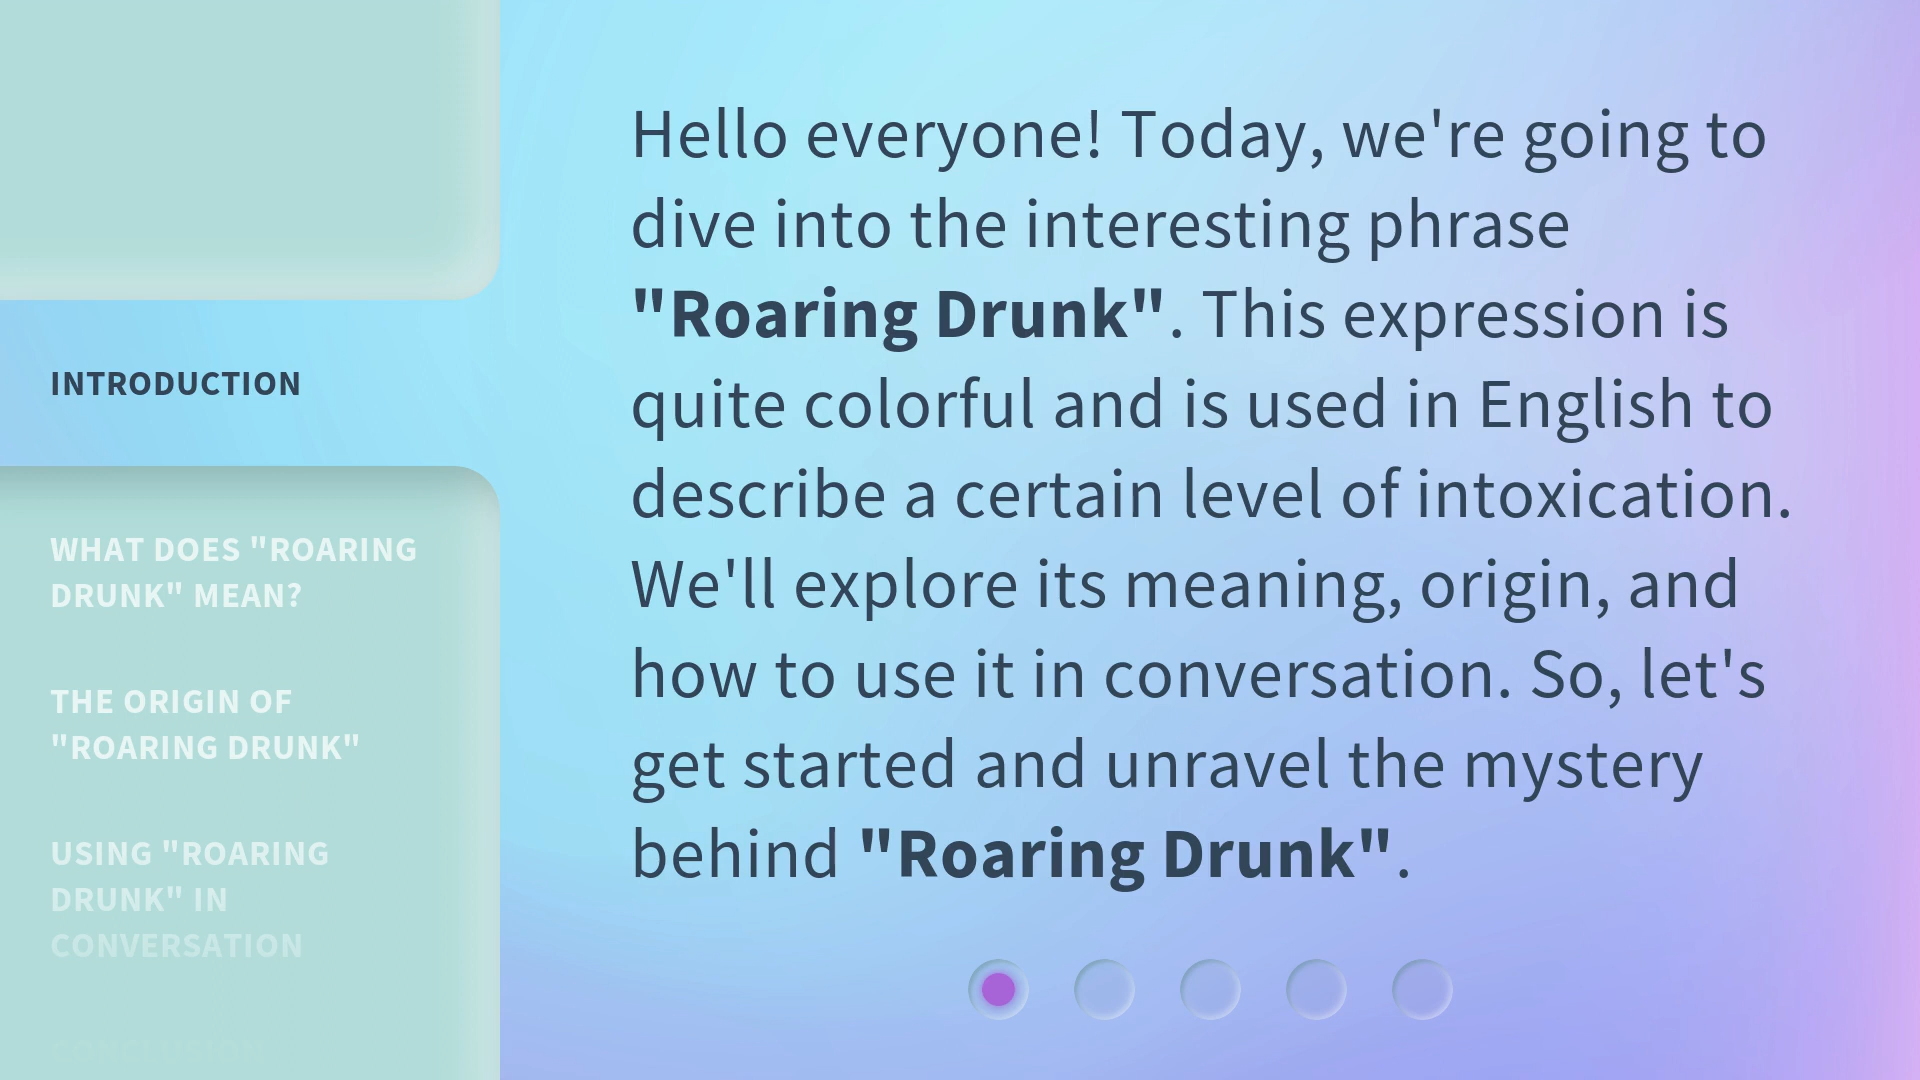 INTRODUCTION
WHAT DOES "ROARING
DRUNK" MEAN?
THE ORIGIN OF
"ROARING DRUNK"
USING "ROARING
DRUNK" IN
CONVERSATION
CONCLUSION
Hello everyone! Today, we're going to
dive into the interesting phrase
"Roaring Drunk". This expression is
quite colorful and is used in English to
describe a certain level of intoxication.
We'll explore its meaning, origin, and
how to use it in conversation. So, let's
get started and unravel the mystery
behind "Roaring Drunk".